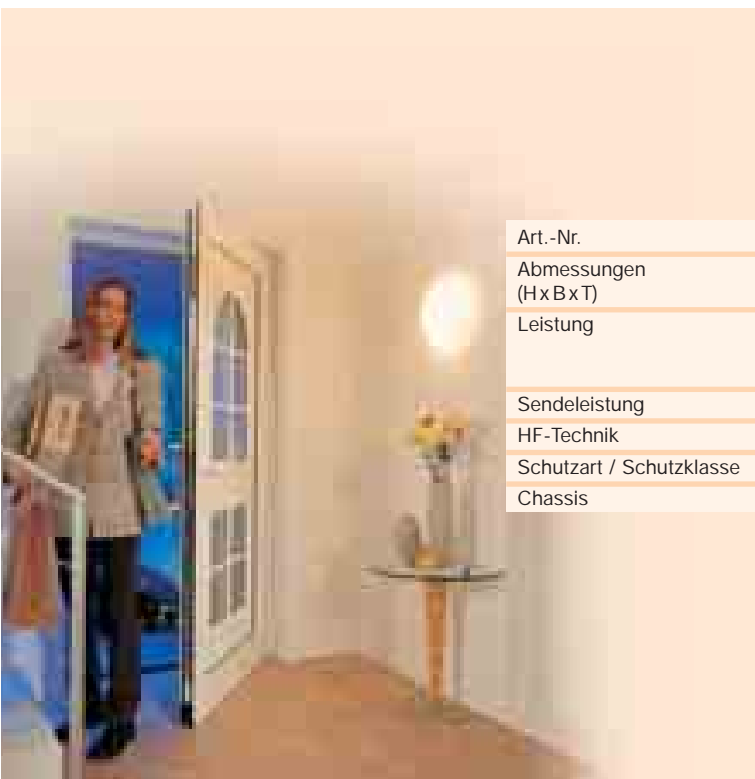 Art.-Nr.
Abmessungen
(H x B x T)
Leistung
Sendeleistung
HF-Technik
Schutzart / Schutzklasse
Chassis